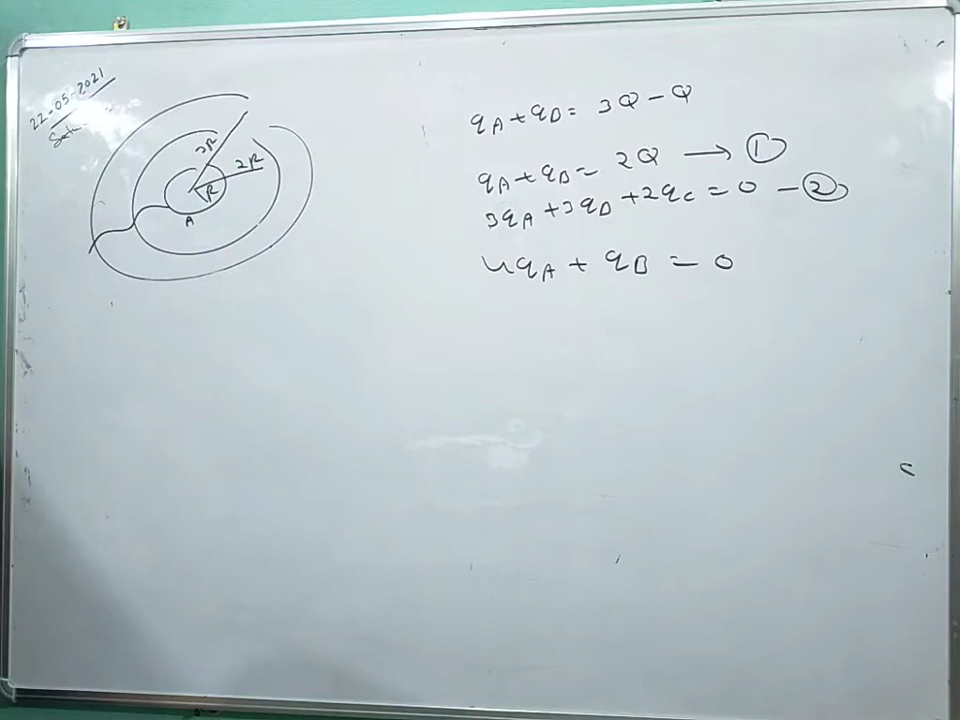 22-05-2021
2R
2R
R
A
qA + qB = 3Q - Q
qA + qB = 2Q → ①
3qA + 3qB + 2qC = 0 - ②
4qA + qB = 0